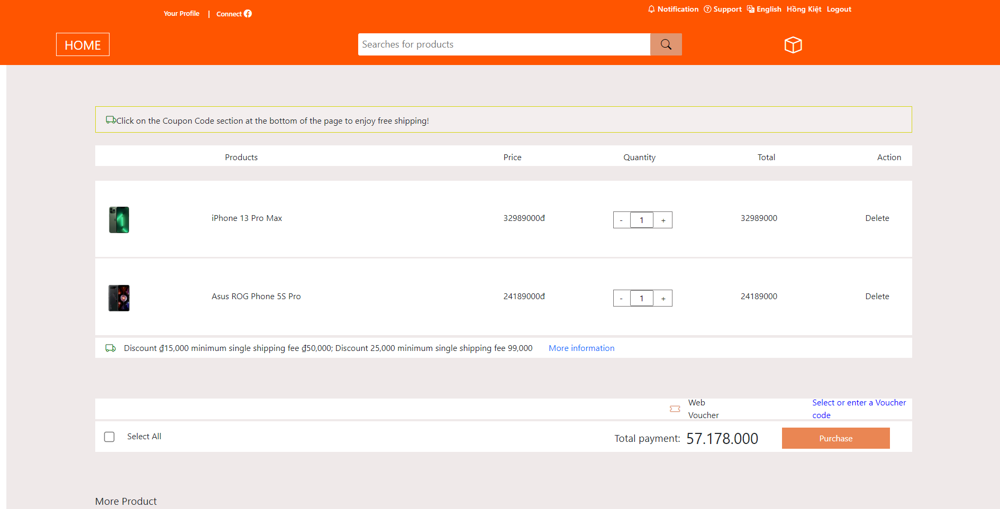 Your Profile | Connect
Notification Support English Hồng Kiệt Logout
HOME
Searches for products
Click on the Coupon Code section at the bottom of the page to enjoy free shipping!
Products Price Quantity Total Action
iPhone 13 Pro Max 32989000đ - 1 + 32989000 Delete
Asus ROG Phone 5S Pro 24189000đ - 1 + 24189000 Delete
Discount ₫15,000 minimum single shipping fee ₫50,000; Discount 25,000 minimum single shipping fee 99,000 More information
Web
Voucher
Select or enter a Voucher
code
Select All Total payment: 57.178.000 Purchase
More Product